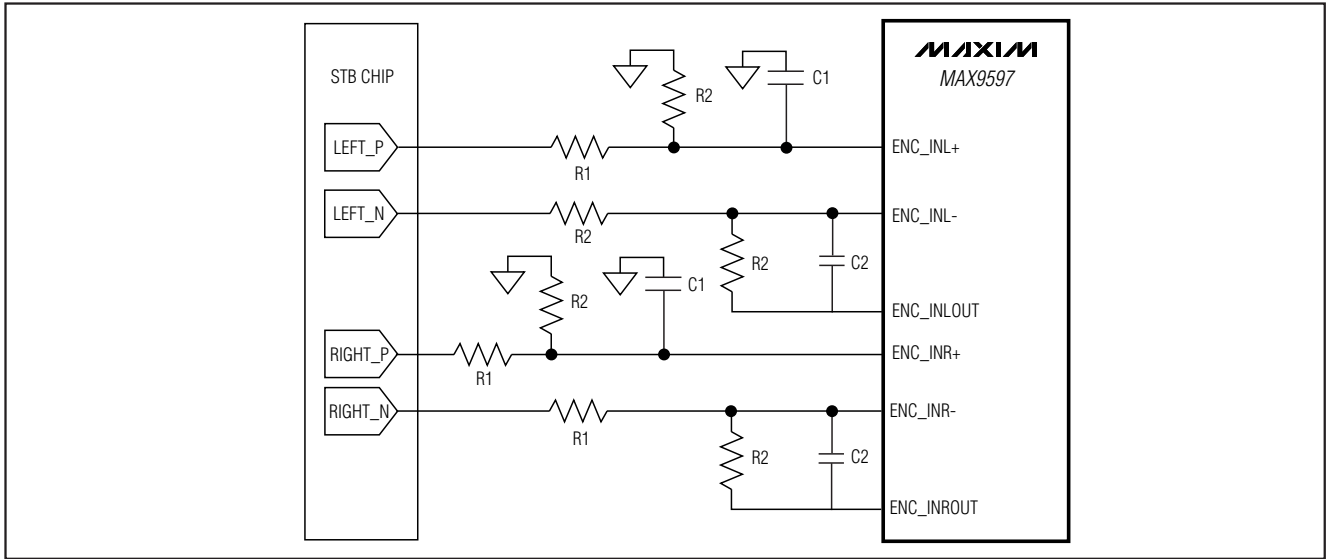 STB CHIP
LEFT_P
LEFT_N
RIGHT_P
RIGHT_N
R1
R2
C1
R2
R2
C2
R1
R2
C1
R1
R2
C2
MAXIM
MAX9597
ENC_INL+
ENC_INL-
ENC_INLOUT
ENC_INR+
ENC_INR-
ENC_INROUT